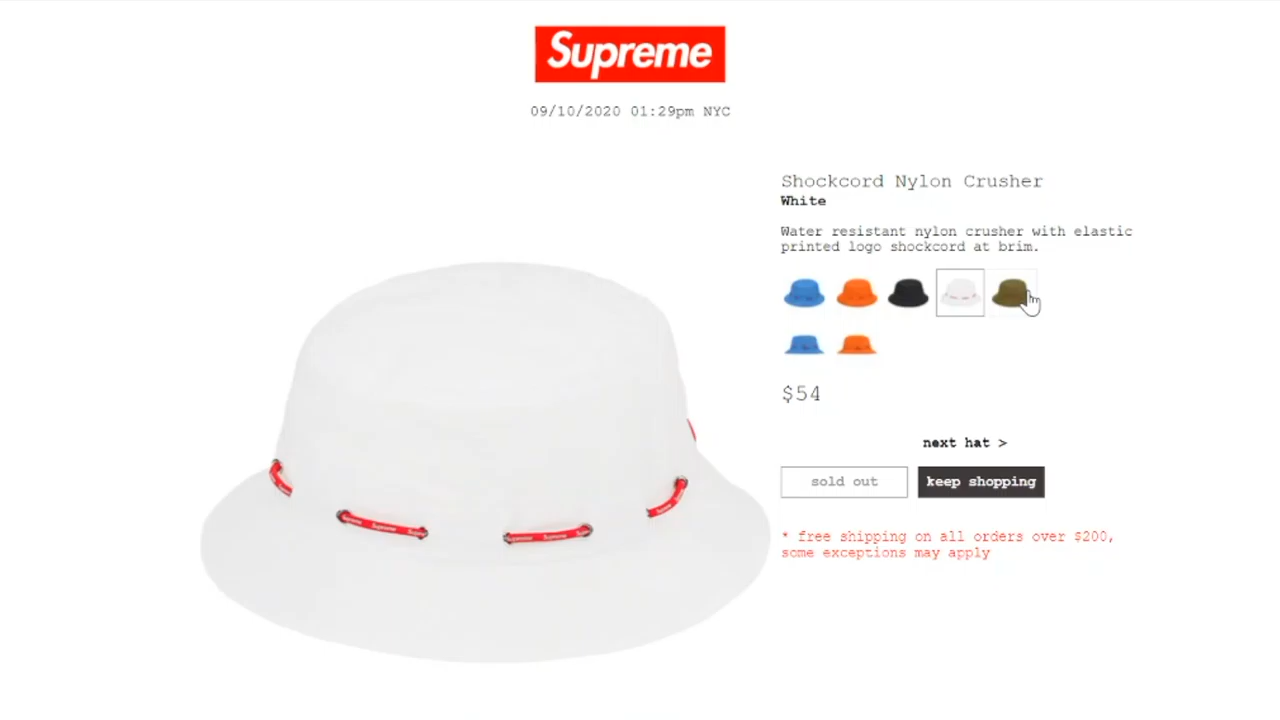 Supreme
09/10/2020 01:29pm NYC
Shockcord Nylon Crusher
White
Water resistant nylon crusher with elastic
printed logo shockcord at brim.
$54
next hat >
sold out
keep shopping
* free shipping on all orders over $200,
some exceptions may apply
Supreme
Supreme